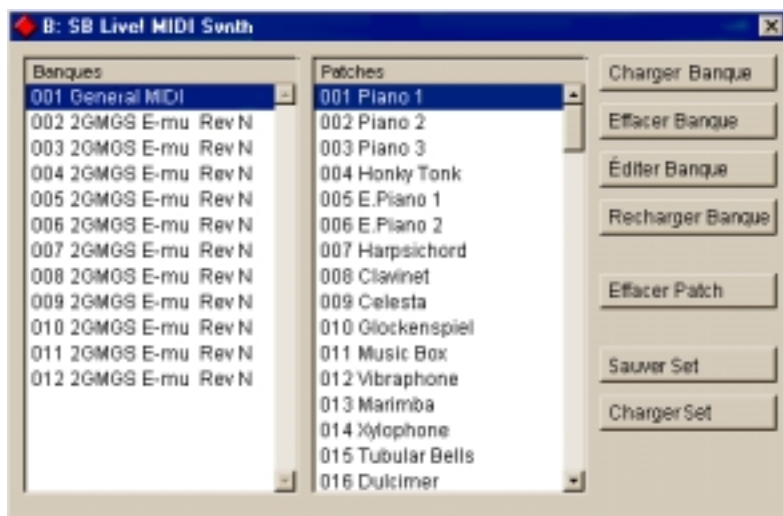 B: SB Live! MIDI Synth
Banques
001 General MIDI
002 2GMGS E-mu Rev N
003 2GMGS E-mu Rev N
004 2GMGS E-mu Rev N
005 2GMGS E-mu Rev N
006 2GMGS E-mu Rev N
007 2GMGS E-mu Rev N
008 2GMGS E-mu Rev N
009 2GMGS E-mu Rev N
010 2GMGS E-mu Rev N
011 2GMGS E-mu Rev N
012 2GMGS E-mu Rev N
Patches
001 Piano 1
002 Piano 2
003 Piano 3
004 Honky Tonk
005 E.Piano 1
006 E.Piano 2
007 Harpsichord
008 Clavinet
009 Celesta
010 Glockenspiel
011 Music Box
012 Vibraphone
013 Marimba
014 Xylophone
015 Tubular Bells
016 Dulcimer
Charger Banque
Effacer Banque
Éditer Banque
Recharger Banque
Effacer Patch
Sauver Set
Charger Set